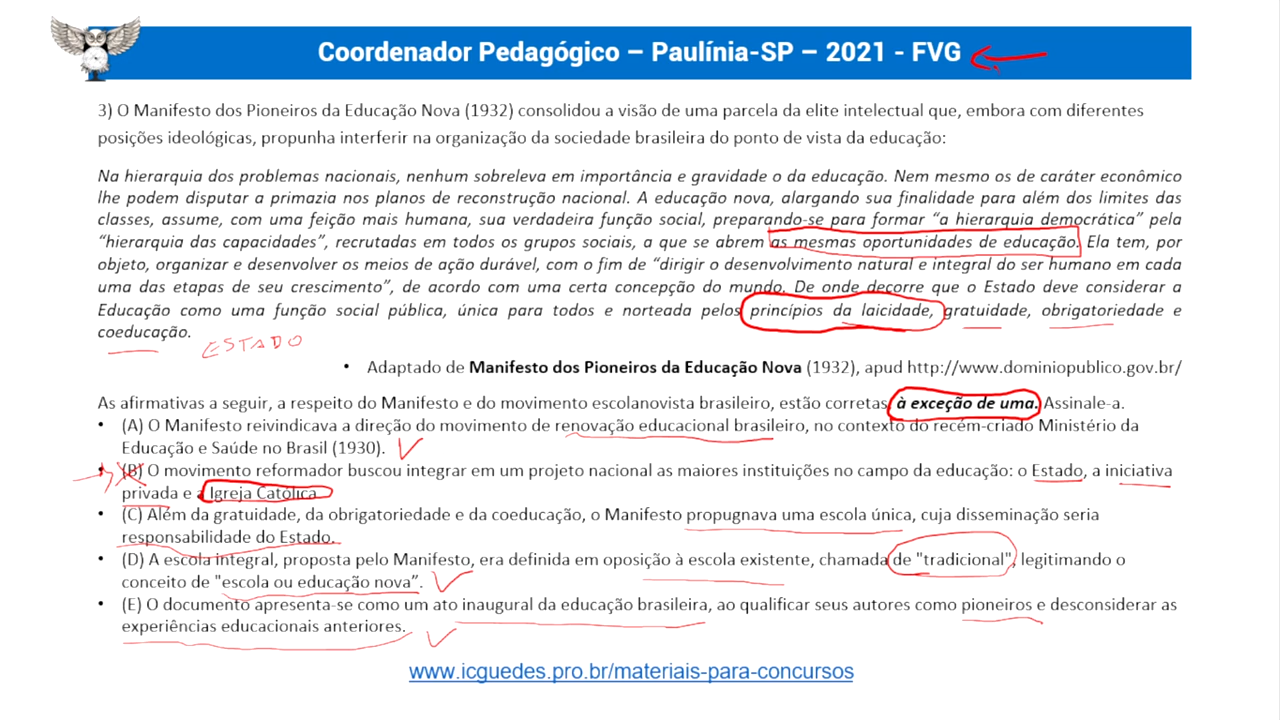 Coordenador Pedagógico – Paulínia-SP – 2021 - FVG
3) O Manifesto dos Pioneiros da Educação Nova (1932) consolidou a visão de uma parcela da elite intelectual que, embora com diferentes
posições ideológicas, propunha interferir na organização da sociedade brasileira do ponto de vista da educação:
Na hierarquia dos problemas nacionais, nenhum sobreleva em importância e gravidade o da educação. Nem mesmo os de caráter econômico
lhe podem disputar a primazia nos planos de reconstrução nacional. A educação nova, alargando sua finalidade para além dos limites das
classes, assume, com uma feição mais humana, sua verdadeira função social, preparando-se para formar “a hierarquia democrática” pela
“hierarquia das capacidades”, recrutadas em todos os grupos sociais, a que se abrem as mesmas oportunidades de educação. Ela tem, por
objeto, organizar e desenvolver os meios de ação durável, com o fim de “dirigir o desenvolvimento natural e integral do ser humano em cada
uma das etapas de seu crescimento”, de acordo com uma certa concepção do mundo. De onde decorre que o Estado deve considerar a
Educação como uma função social pública, única para todos e norteada pelos princípios da laicidade, gratuidade, obrigatoriedade e
coeducação.
ESTADO
• Adaptado de Manifesto dos Pioneiros da Educação Nova (1932), apud http://www.dominiopublico.gov.br/
As afirmativas a seguir, a respeito do Manifesto e do movimento escolanovista brasileiro, estão corretas à exceção de uma. Assinale-a.
• (A) O Manifesto reivindicava a direção do movimento de renovação educacional brasileiro, no contexto do recém-criado Ministério da
Educação e Saúde no Brasil (1930).
• (B) O movimento reformador buscou integrar em um projeto nacional as maiores instituições no campo da educação: o Estado, a iniciativa
privada e a Igreja Católica.
• (C) Além da gratuidade, da obrigatoriedade e da coeducação, o Manifesto propugnava uma escola única, cuja disseminação seria
responsabilidade do Estado.
• (D) A escola integral, proposta pelo Manifesto, era definida em oposição à escola existente, chamada de "tradicional", legitimando o
conceito de "escola ou educação nova”.
• (E) O documento apresenta-se como um ato inaugural da educação brasileira, ao qualificar seus autores como pioneiros e desconsiderar as
experiências educacionais anteriores.
www.icguedes.pro.br/materiais-para-concursos